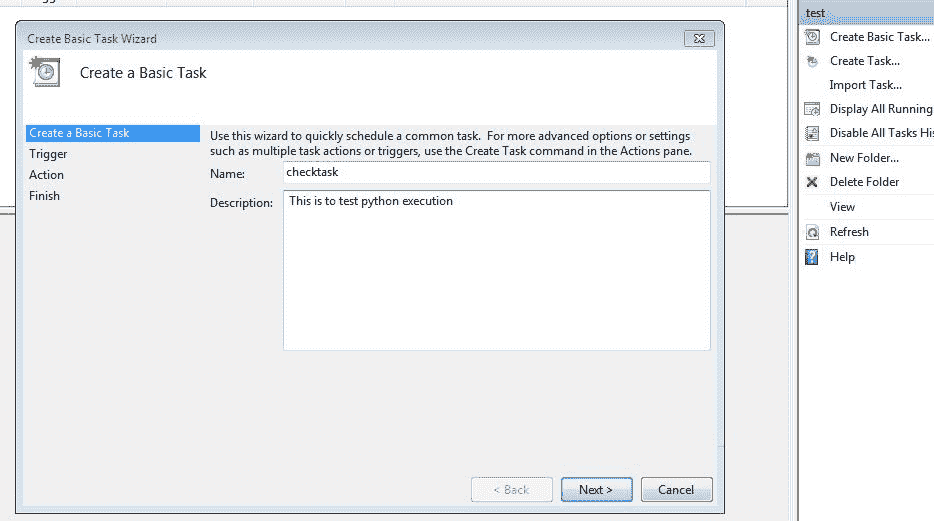 Create Basic Task Wizard
Create a Basic Task
Create a Basic Task
Trigger
Action
Finish
Use this wizard to quickly schedule a common task. For more advanced options or settings
such as multiple task actions or triggers, use the Create Task command in the Actions pane.
Name:
checktask
Description:
This is to test python execution
< Back
Next >
Cancel
test
Create Basic Task...
Create Task...
Import Task...
Display All Running
Disable All Tasks His
New Folder...
Delete Folder
View
Refresh
Help